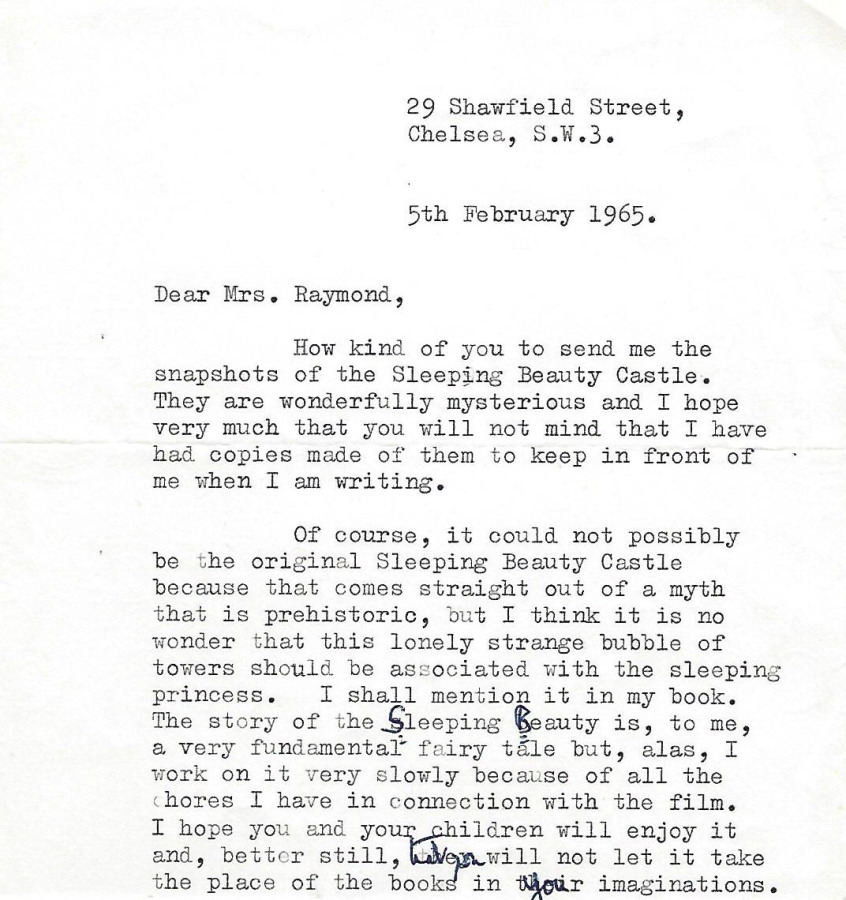 29 Shawfield Street,
Chelsea, S.W.3.
5th February 1965.
Dear Mrs. Raymond,
How kind of you to send me the
snapshots of the Sleeping Beauty Castle.
They are wonderfully mysterious and I hope
very much that you will not mind that I have
had copies made of them to keep in front of
me when I am writing.
Of course, it could not possibly
be the original Sleeping Beauty Castle
because that comes straight out of a myth
that is prehistoric, but I think it is no
wonder that this lonely strange bubble of
towers should be associated with the sleeping
princess. I shall mention it in my book.
The story of the Sleeping Beauty is, to me,
a very fundamental fairy tale but, alas, I
work on it very slowly because of all the
chores I have in connection with the film.
I hope you and your children will enjoy it
and, better still, will not let it take
the place of the books in your imaginations.